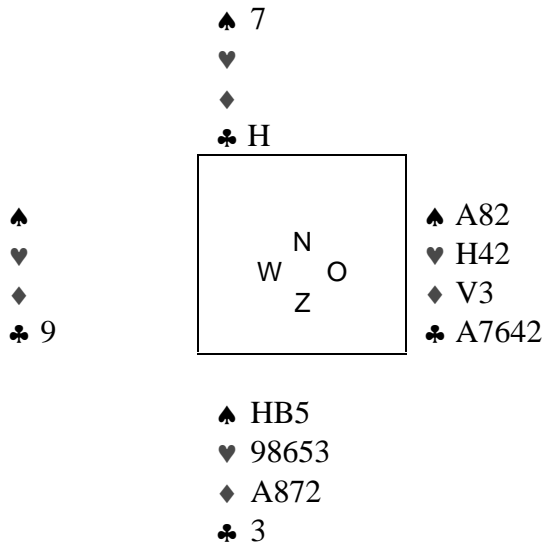 ♠ 7
♥
♦
♣ H
♠
♥
♦
♣ 9
N
W O
Z
♠ A82
♥ H42
♦ V3
♣ A7642
♠ HB5
♥ 98653
♦ A872
♣ 3